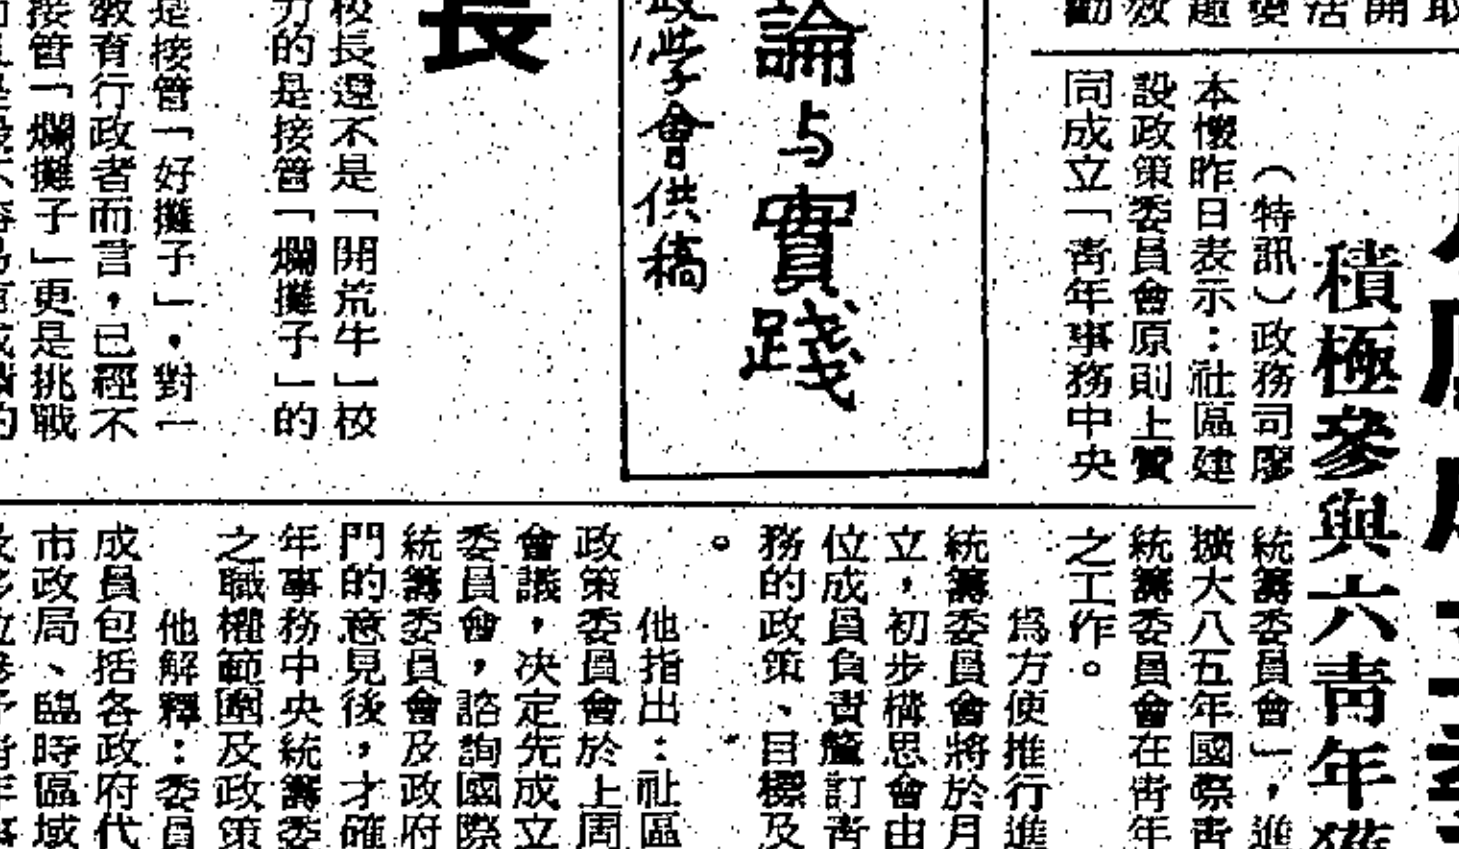 積極參與六青年獲
（特訊）政務司廖
本懷昨日表示：社區建
設政策委員會原則上贊
同成立「青年事務中央
統籌委員會」，進
擴大八五年國際青
統籌委員會在青年
之工作。
為方便推行進
統籌委員會將於月
立，初步構思會由
位成員負責釐訂青
務的政策、目標及
。
他指出：社區
政策委員會於上周
會議，決定先成立
委員會，諮詢國際
統籌委員會及政府
門的意見後，才確
年事務中央統籌委
之職權範圍及政策
他解釋：委員
成員包括各政府代
市政局、臨時區域
論与實踐
政学會供稿
長
校長還不是「開荒牛」校
力的是接管「爛攤子」的
是接管「好攤子」，對一
教育行政者而言，已經不
接管「爛攤子」更是挑戰